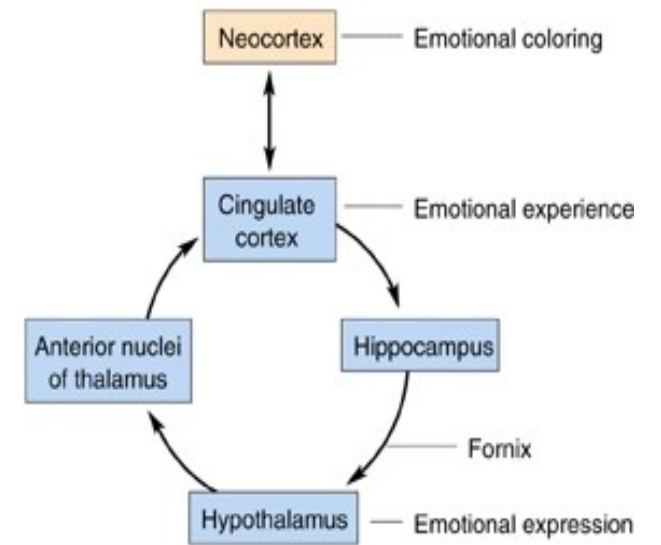 Neocortex
Emotional coloring
Cingulate
cortex
Emotional experience
Anterior nuclei
of thalamus
Hippocampus
Fornix
Hypothalamus
Emotional expression